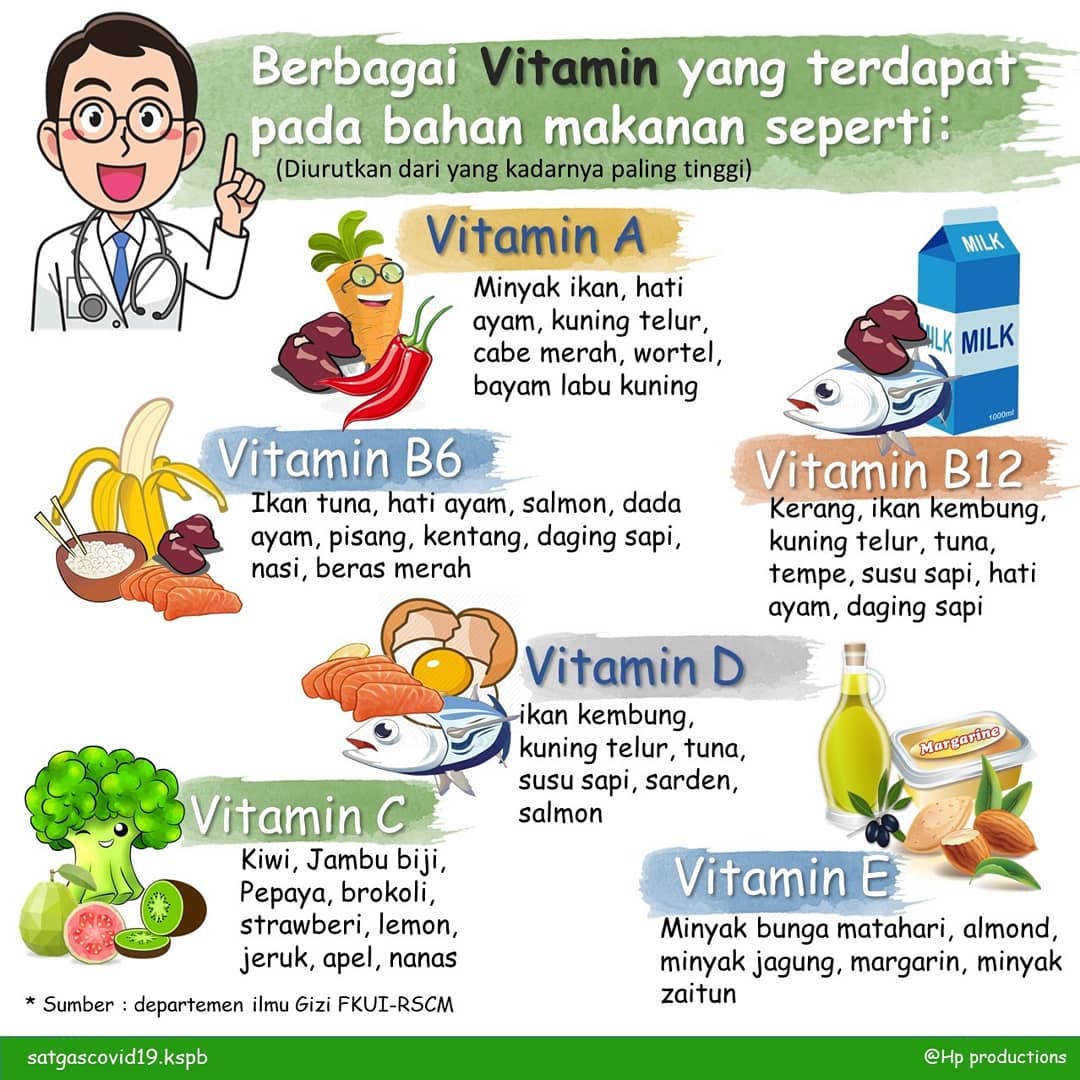 Berbagai Vitamin yang terdapat
pada bahan makanan seperti:
(Diurutkan dari yang kadarnya paling tinggi)
Vitamin A
Minyak ikan, hati
ayam, kuning telur,
cabe merah, wortel,
bayam labu kuning
MILK
MILK
MILK
1000ml
Vitamin B6
Ikan tuna, hati ayam, salmon, dada
ayam, pisang, kentang, daging sapi,
nasi, beras merah
Vitamin B12
Kerang, ikan kembung,
kuning telur, tuna,
tempe, susu sapi, hati
ayam, daging sapi
Vitamin D
ikan kembung,
kuning telur, tuna,
susu sapi, sarden,
salmon
Vitamin C
Kiwi, Jambu biji,
Pepaya, brokoli,
strawberi, lemon,
jeruk, apel, nanas
Margarine
Vitamin E
Minyak bunga matahari, almond,
minyak jagung, margarin, minyak
zaitun
* Sumber : departemen ilmu Gizi FKUI-RSCM
satgascovid19.kspb
@Hp productions